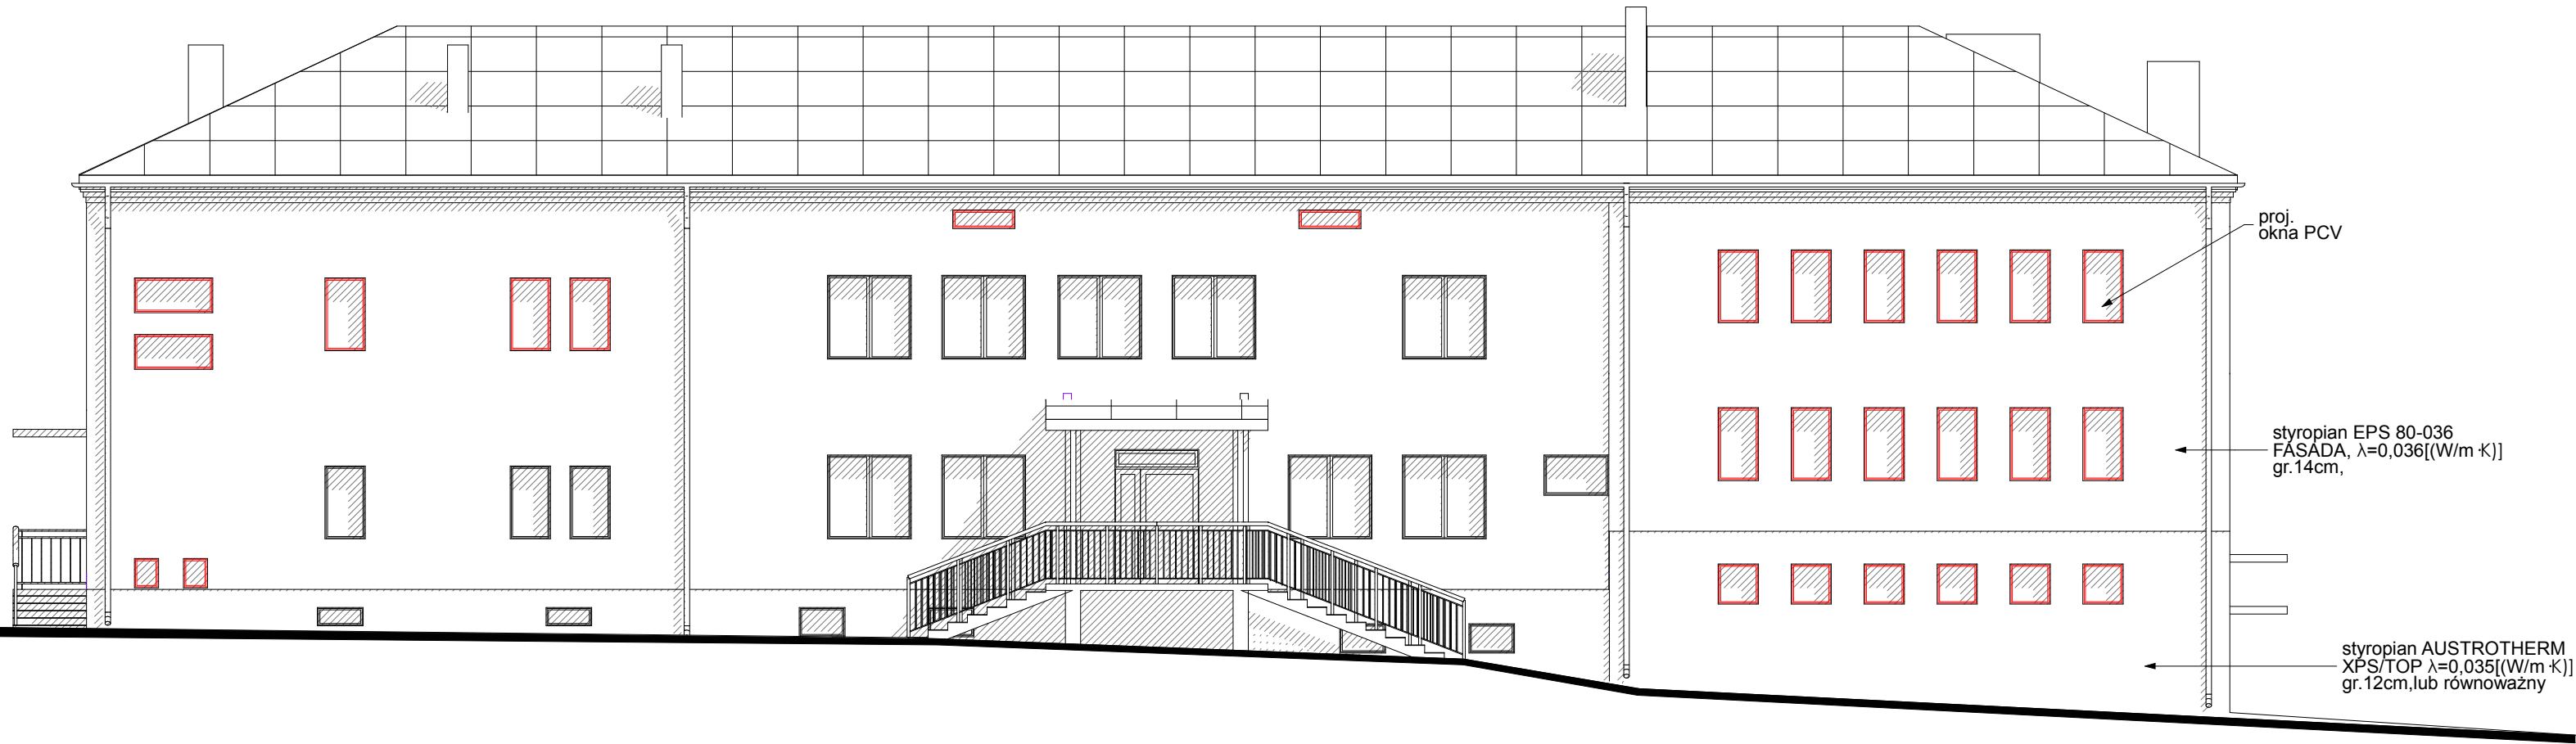 proj.
okna PCV
styropian EPS 80-036
FASADA, λ=0,036[(W/m·K)]
gr.14cm,
styropian AUSTROTHERM
XPS/TOP λ=0,035[(W/m·K)]
gr.12cm,lub równoważny